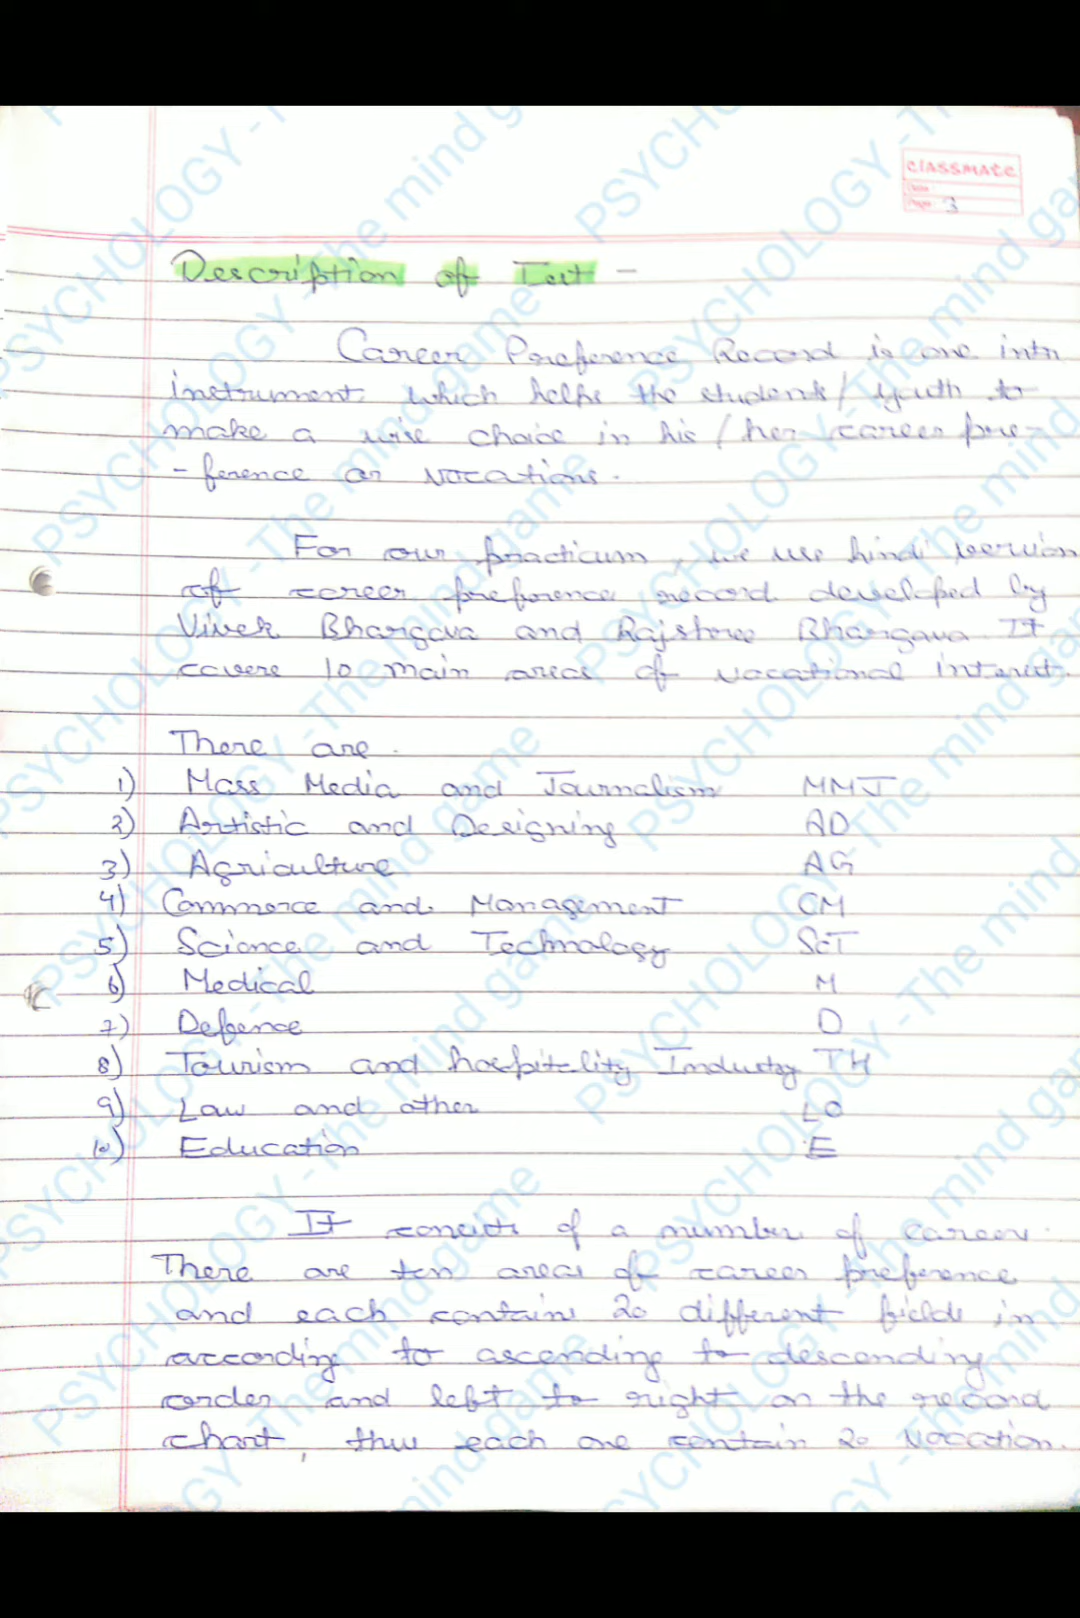 classmate
Date
Page 3
Description of Test -
Career Preference Record is one intr
instrument which helps the students/ youth to
make a wise choice in his / her career pre-
- ference or vocations.
For our practicum, we use hindi version
of career preference record developed by
Vivek Bhargava and Rajshree Bhargava. It
covers 10 main areas of vocational interest.
There are.
1) Mass Media and Journalism MMJ
2) Artistic and Designing AD
3) Agriculture AG
4) Commerce and Management CM
5) Science and Technology ScT
6) Medical M
7) Defence D
8) Tourism and hospitality Industry TH
9) Law and other LO
10) Education E
It consists of a number of careers.
There are ten areas of career preference
and each contains 20 different fields in
according to ascending to descending
order and left to right on the record
chart, thus each one contain 20 vocation.
PSYCHOLOGY - The mind game